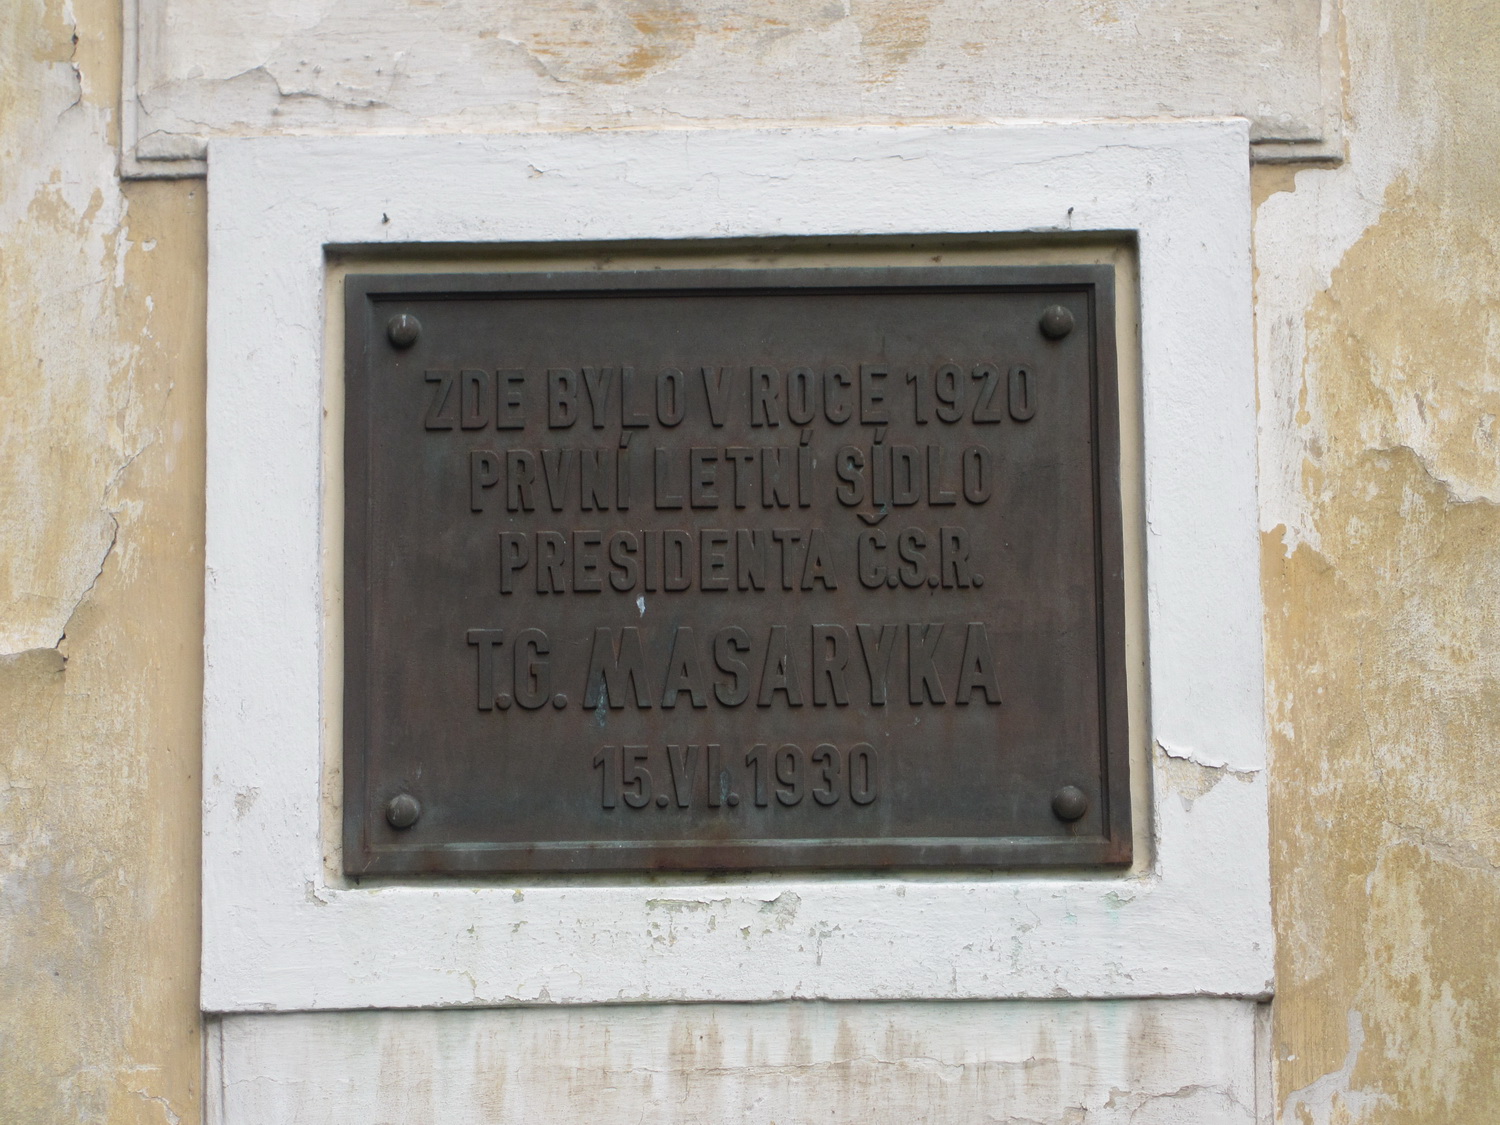 ZDE BYLO V ROCE 1920
PRVNÍ LETNÍ SÍDLO
PRESIDENTA Č.S.R.
T.G. MASARYKA
15.VI.1930